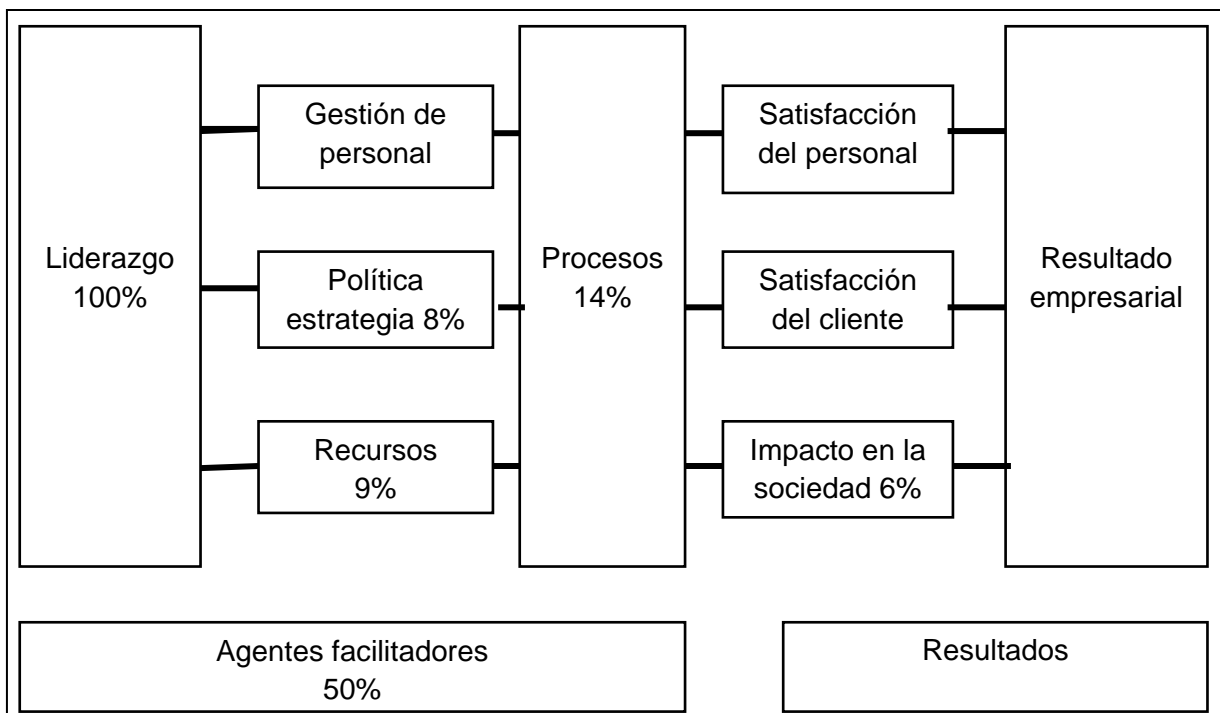 Liderazgo
100%
Gestión de
personal
Política
estrategia 8%
Recursos
9%
Procesos
14%
Satisfacción
del personal
Satisfacción
del cliente
Impacto en la
sociedad 6%
Resultado
empresarial
Agentes facilitadores
50%
Resultados